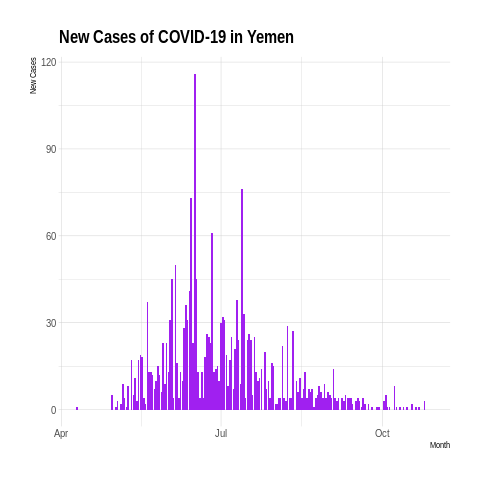 New Cases of COVID-19 in Yemen
New Cases
120
90
60
30
0
Apr
Jul
Oct
Month